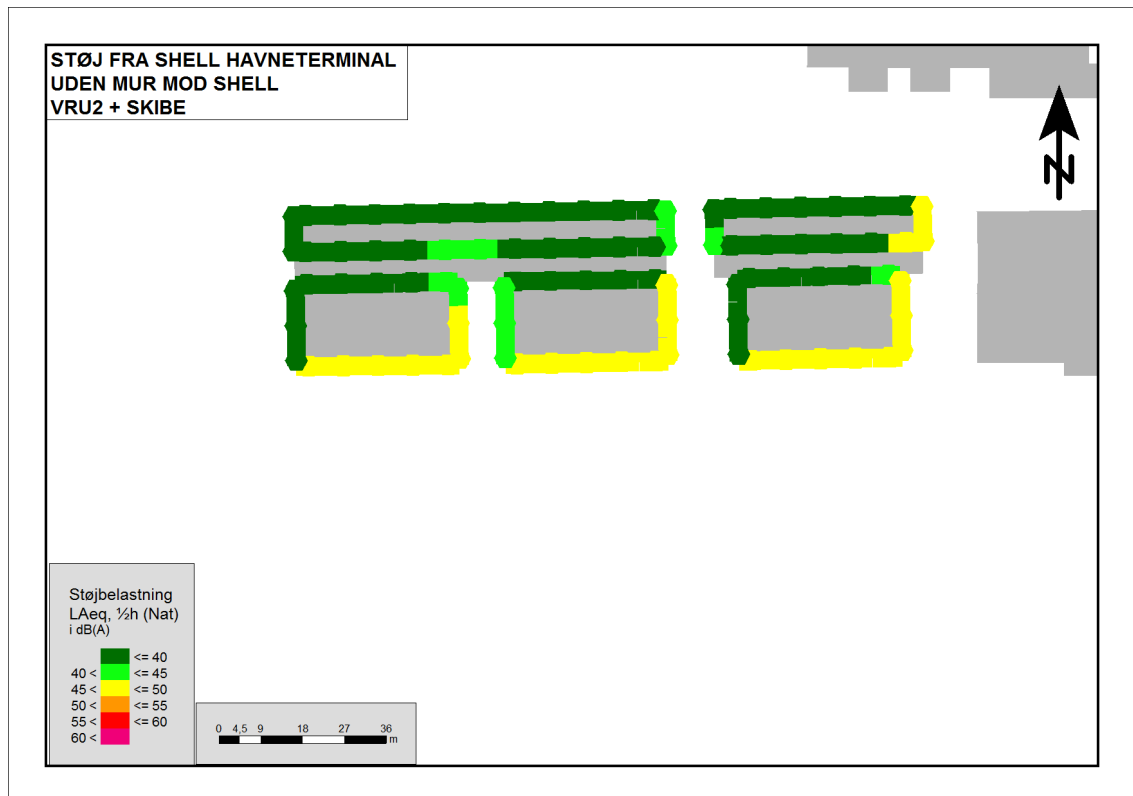 STØJ FRA SHELL HAVNETERMINAL
UDEN MUR MOD SHELL
VRU2 + SKIBE
N
Støjbelastning
LAeq, ½h (Nat)
i dB(A)
<= 40
40 < <= 45
45 < <= 50
50 < <= 55
55 < <= 60
60 <
0 4,5 9 18 27 36
m